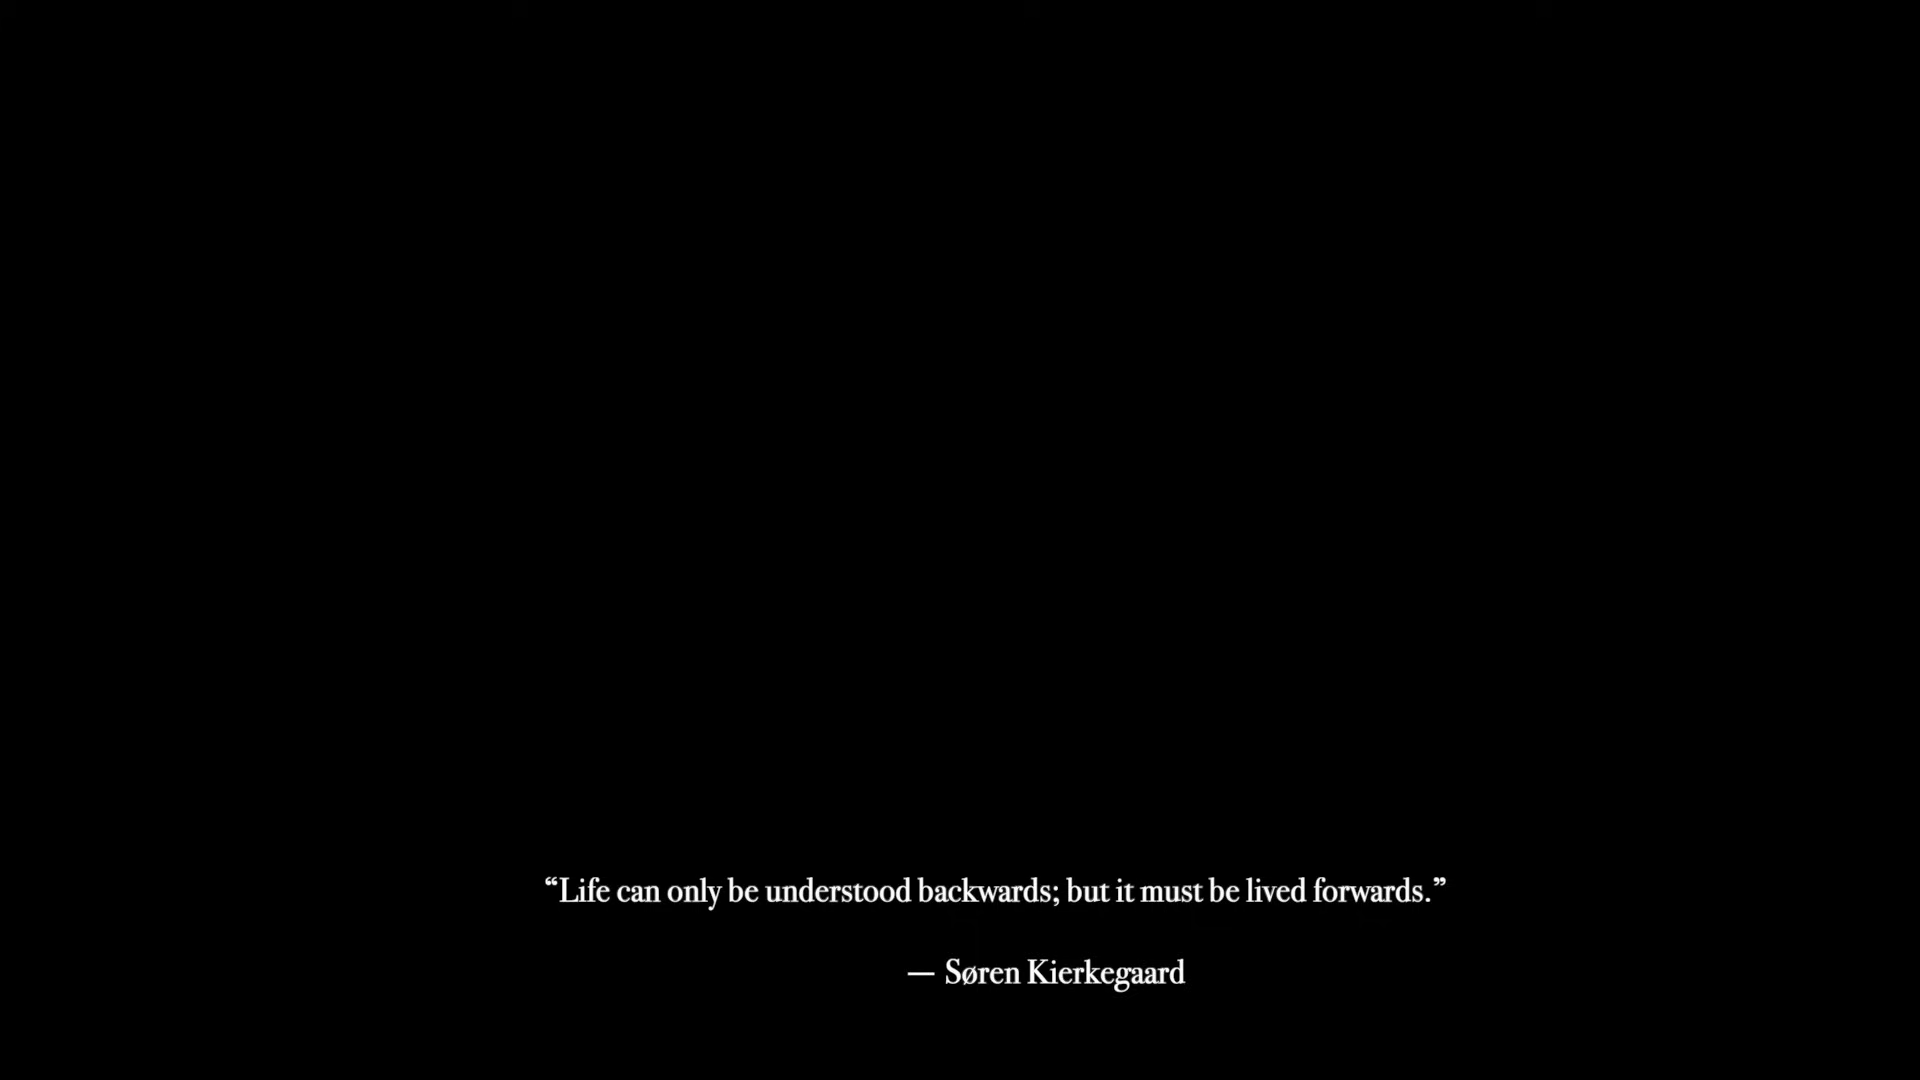 “Life can only be understood backwards; but it must be lived forwards.”
— Søren Kierkegaard